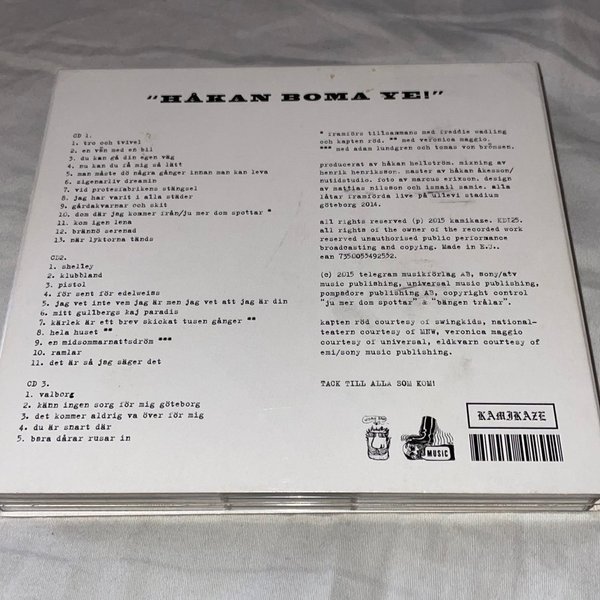 "HÅKAN BOMA YE!"
CD 1.
1. tro och tvivel
2. en vän med en bil
3. du kan gå din egen väg
4. nu kan du få mig så lätt
5. man måste dö några gånger innan man kan leva
6. zigenarliv dreamin
7. vid protesfabrikens stängsel
8. jag har varit i alla städer
9. gårdakvarnar och skit
10. dom där jag kommer från/ju mer dom spottar *
11. kom igen lena
12. brännö serenad
13. när lyktorna tänds
CD2.
1. shelley
2. klubbland
3. pistol
4. för sent för edelweiss
5. jag vet inte vem jag är men jag vet att jag är din
6. mitt gullbergs kaj paradis
7. kärlek är ett brev skickat tusen gånger **
8. hela huset **
9. en midsommarnattsdröm ***
10. ramlar
11. det är så jag säger det
CD 3.
1. valborg
2. känn ingen sorg för mig göteborg
3. det kommer aldrig va över för mig
4. du är snart där
5. bara dårar rusar in
* framförs tillsammans med freddie wadling
och kapten röd. ** med veronica maggio.
*** med adam lundgren och tomas von brömsen.
producerat av håkan hellström. mixning av
henrik henriksson. master av håkan åkesson/
nutidstudio. foto av marcus erixson. design
av mattias nilsson och ismail samie. alla
låtar framförda live på ullevi stadium
göteborg 2014.
all rights reserved (p) 2015 kamikaze. KD125.
all rights of the owner of the recorded work
reserved unauthorised public performance
broadcasting and copying. Made in E.U.
ean 7350055492552.
(c) 2015 telegram musikförlag AB, sony/atv
music publishing, universal music publishing,
pompadore publishing AB, copyright control
"ju mer dom spottar" & "bängen trålar".
kapten röd courtesy of swingkids, national-
teatern courtesy of MNW, veronica maggio
courtesy of universal, eldkvarn courtesy of
emi/sony music publishing.
TACK TILL ALLA SOM KOM!
MUSIC
KAMIKAZE